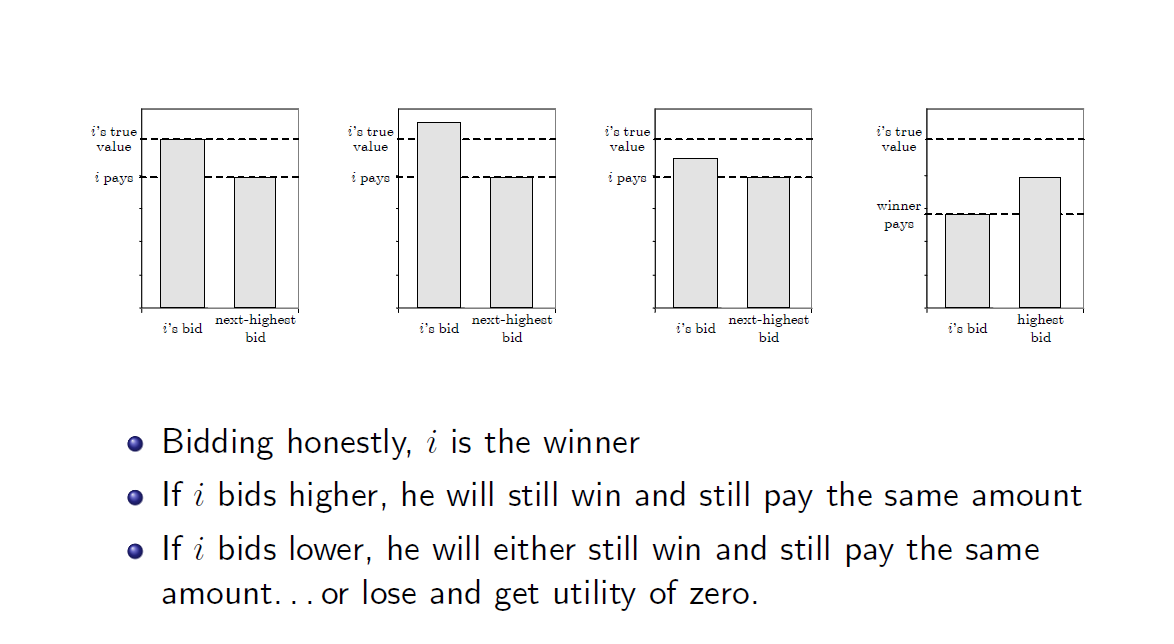 i's true
value
i pays
i's bid
next-highest
bid
i's true
value
i pays
i's bid
next-highest
bid
i's true
value
i pays
i's bid
next-highest
bid
i's true
value
winner
pays
i's bid
highest
bid
Bidding honestly, i is the winner
If i bids higher, he will still win and still pay the same amount
If i bids lower, he will either still win and still pay the same
amount. . . or lose and get utility of zero.